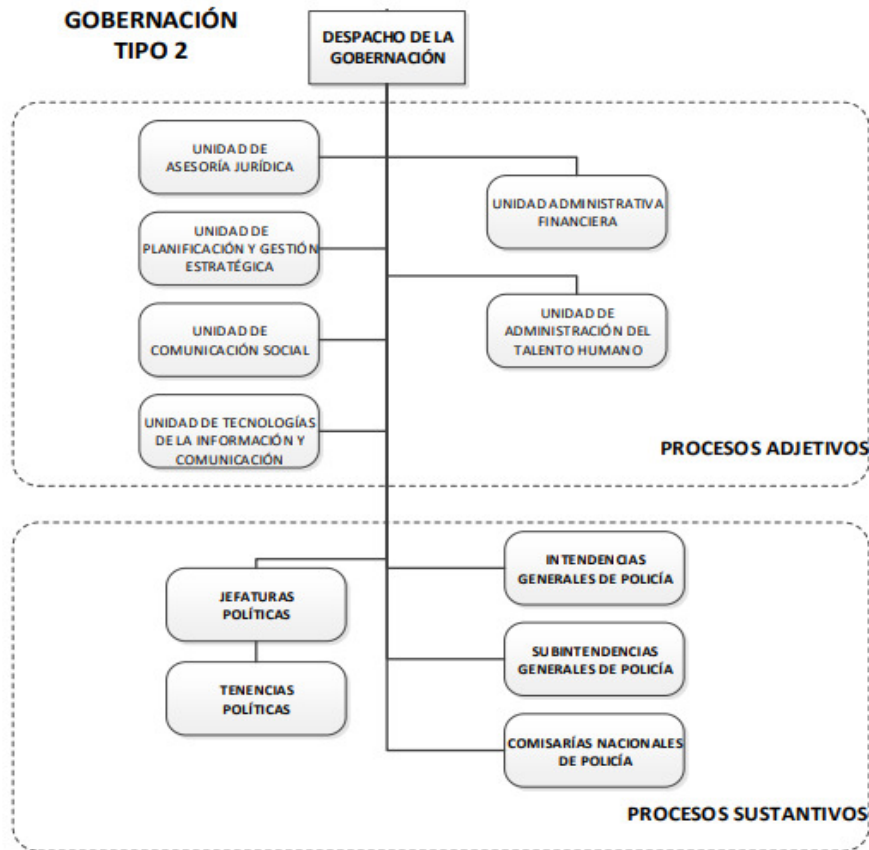 GOBERNACIÓN
TIPO 2
DESPACHO DE LA
GOBERNACIÓN
UNIDAD DE
ASESORÍA JURÍDICA
UNIDAD ADMINISTRATIVA
FINANCIERA
UNIDAD DE
PLANIFICACIÓN Y GESTIÓN
ESTRATÉGICA
UNIDAD DE
ADMINISTRACIÓN DEL
TALENTO HUMANO
UNIDAD DE
COMUNICACIÓN SOCIAL
UNIDAD DE TECNOLOGÍAS
DE LA INFORMACIÓN Y
COMUNICACIÓN
PROCESOS ADJETIVOS
JEFATURAS
POLÍTICAS
TENENCIAS
POLÍTICAS
INTENDENCIAS
GENERALES DE POLICÍA
SUBINTENDENCIAS
GENERALES DE POLICÍA
COMISARÍAS NACIONALES
DE POLICÍA
PROCESOS SUSTANTIVOS